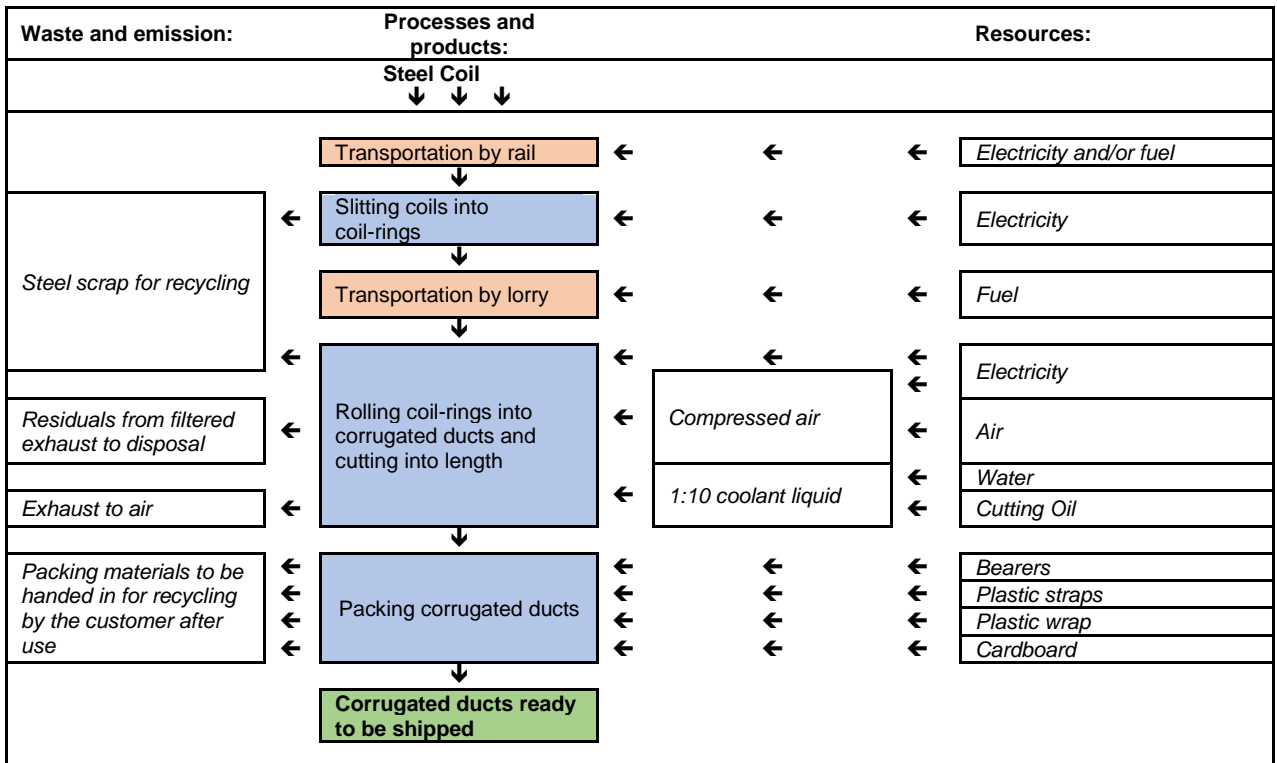 Waste and emission:
Processes and
products:
Resources:
Steel Coil
Transportation by rail
Electricity and/or fuel
Slitting coils into
coil-rings
Electricity
Steel scrap for recycling
Transportation by lorry
Fuel
Electricity
Rolling coil-rings into
corrugated ducts and
cutting into length
Compressed air
Residuals from filtered
exhaust to disposal
Air
Water
1:10 coolant liquid
Exhaust to air
Cutting Oil
Packing materials to be
handed in for recycling
by the customer after
use
Packing corrugated ducts
Bearers
Plastic straps
Plastic wrap
Cardboard
Corrugated ducts ready
to be shipped